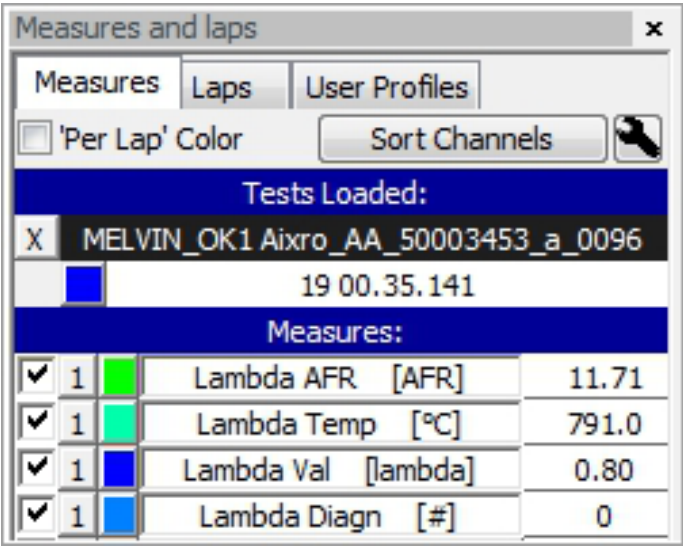 Measures and laps x
Measures Laps User Profiles
'Per Lap' Color Sort Channels
Tests Loaded:
X MELVIN_OK1 Aixro_AA_50003453_a_0096
19 00.35.141
Measures:
1 Lambda AFR [AFR] 11.71
1 Lambda Temp [ºC] 791.0
1 Lambda Val [lambda] 0.80
1 Lambda Diagn [#] 0